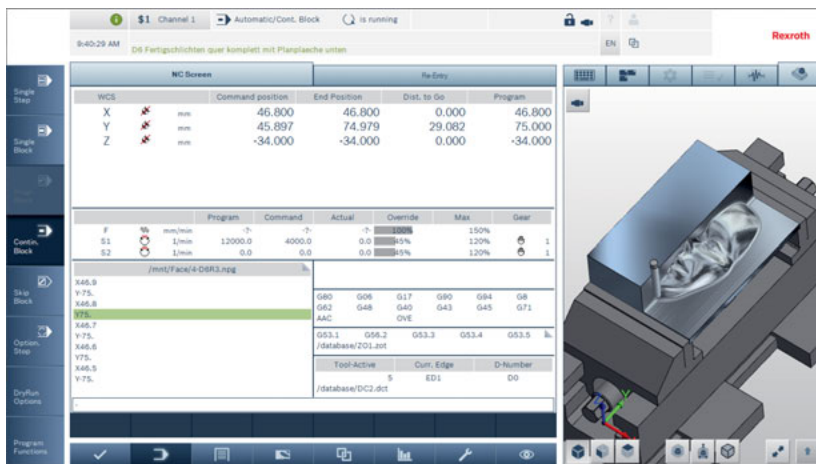 $1 Channel 1 Automatic/Cont. Block is running
9:40:29 AM D6 Fertigschlichten quer komplett mit Planplaeche unten EN
Rexroth
Single Step
Single Block
Contin. Block
Skip Block
Option. Stop
DryRun Options
Program Functions
NC Screen Re-Entry
WCS Command position End Position Dist. to Go Program
X mm 46.800 46.800 0.000 46.800
Y mm 45.897 74.979 29.082 75.000
Z mm -34.000 -34.000 0.000 -34.000
Program Command Actual Override Max Gear
F % mm/min -?- -?- -?- 100% 150%
S1 1/min 12000.0 4000.0 0.0 45% 120% 1
S2 1/min 0.0 0.0 0.0 45% 120% 1
/mnt/Face/4-D6R3.npg
X46.9
Y-75.
X46.8
Y75.
X46.7
Y-75.
X46.6
Y75.
X46.5
Y-75.
G80 G06 G17 G90 G94 G8
G62 G48 G40 G43 G45 G71
AAC OVE
G53.1 G56.2 G53.3 G53.4 G53.5
/database/ZO1.zot
Tool-Active Curr. Edge D-Number
5 ED1 D0
/database/DC2.dct
Y